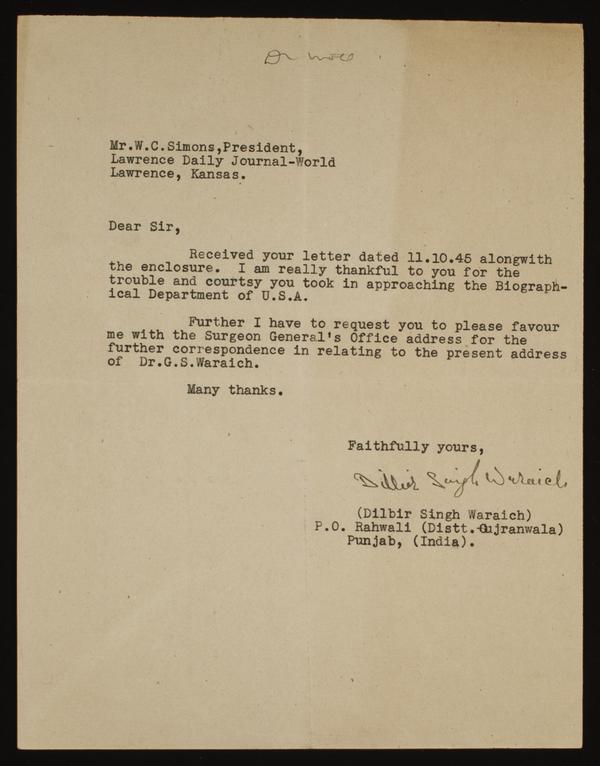 Dr
Mr.W.C.Simons,President,
Lawrence Daily Journal-World
Lawrence, Kansas.
Dear Sir,
Received your letter dated 11.10.45 alongwith
the enclosure. I am really thankful to you for the
trouble and courtsy you took in approaching the Biograph-
ical Department of U.S.A.
Further I have to request you to please favour
me with the Surgeon General's Office address for the
further correspondence in relating to the present address
of Dr.G.S.Waraich.
Many thanks.
Faithfully yours,
Dilbir Singh Waraich
(Dilbir Singh Waraich)
P.O. Rahwali (Distt.-Gujranwala)
Punjab, (India).